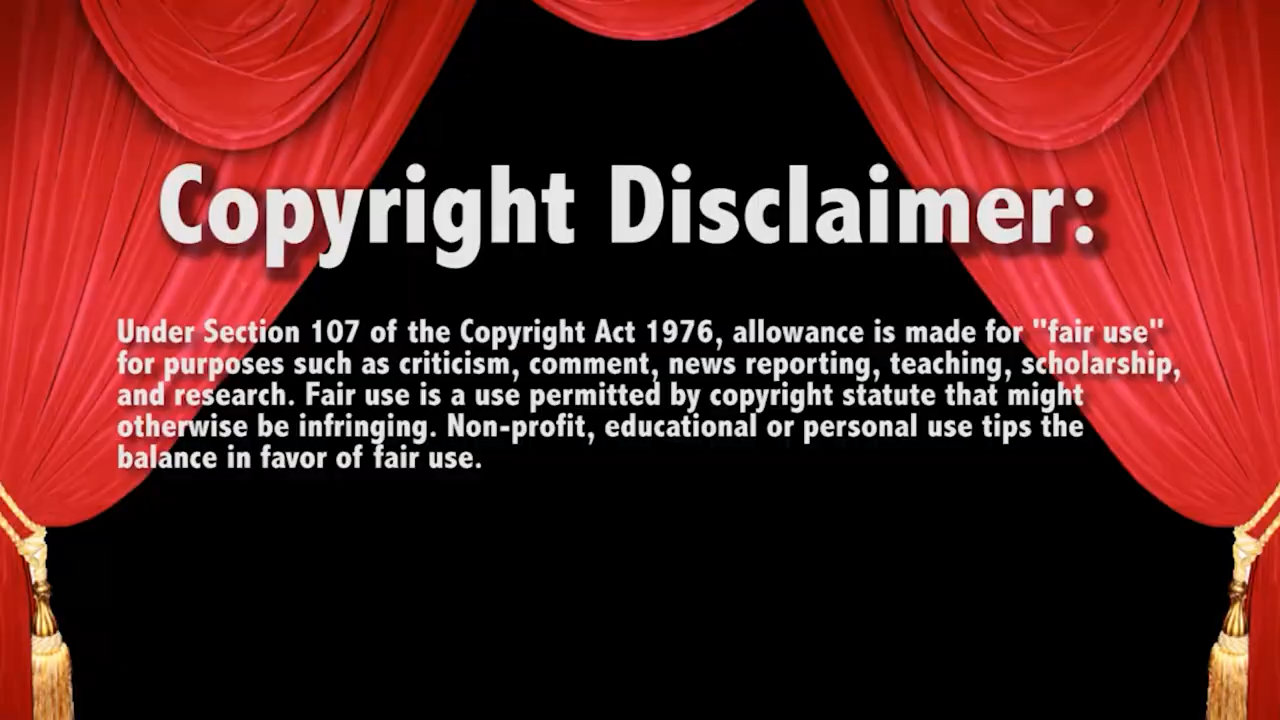 Copyright Disclaimer:
Under Section 107 of the Copyright Act 1976, allowance is made for "fair use"
for purposes such as criticism, comment, news reporting, teaching, scholarship,
and research. Fair use is a use permitted by copyright statute that might
otherwise be infringing. Non-profit, educational or personal use tips the
balance in favor of fair use.